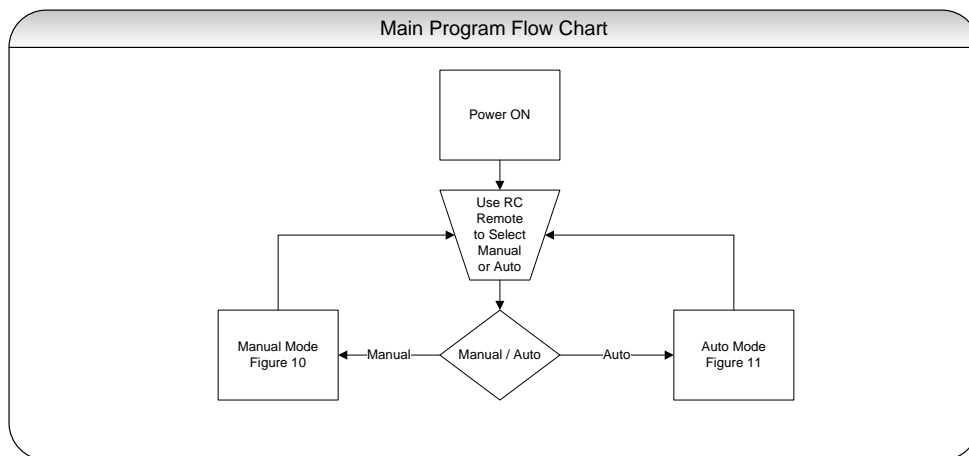 Main Program Flow Chart
Power ON
Use RC
Remote
to Select
Manual
or Auto
Manual Mode
Figure 10
Manual
Manual / Auto
Auto
Auto Mode
Figure 11